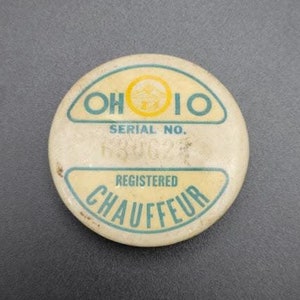 OHIO
SERIAL NO.
REGISTERED
CHAUFFEUR